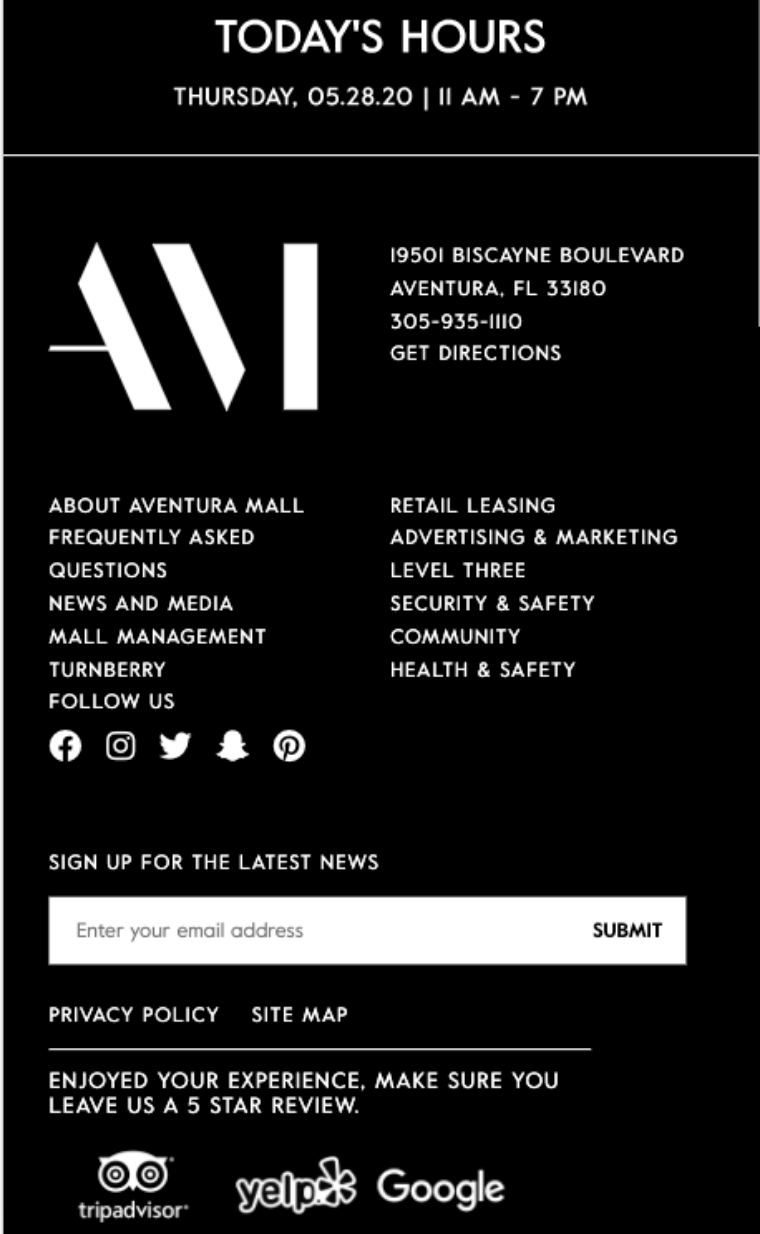 TODAY'S HOURS
THURSDAY, 05.28.20 | 11 AM - 7 PM
AVI
19501 BISCAYNE BOULEVARD
AVENTURA, FL 33180
305-935-1110
GET DIRECTIONS
ABOUT AVENTURA MALL
FREQUENTLY ASKED
QUESTIONS
NEWS AND MEDIA
MALL MANAGEMENT
TURNBERRY
FOLLOW US
RETAIL LEASING
ADVERTISING & MARKETING
LEVEL THREE
SECURITY & SAFETY
COMMUNITY
HEALTH & SAFETY
SIGN UP FOR THE LATEST NEWS
Enter your email address SUBMIT
PRIVACY POLICY SITE MAP
ENJOYED YOUR EXPERIENCE, MAKE SURE YOU
LEAVE US A 5 STAR REVIEW.
tripadvisor yelp Google